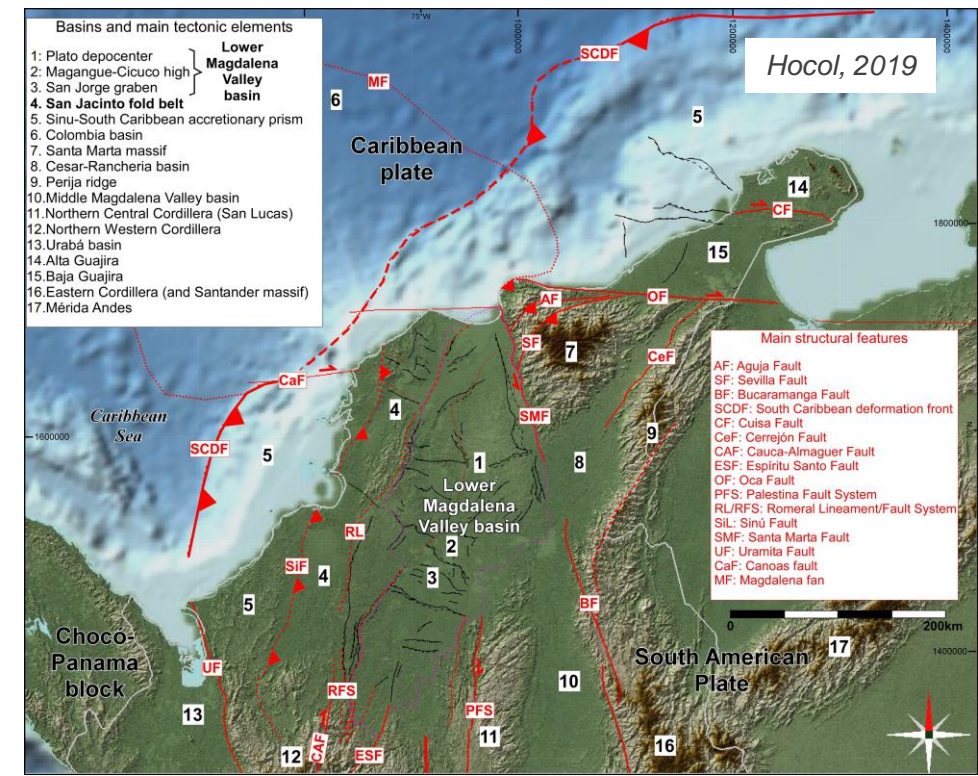 Basins and main tectonic elements
1: Plato depocenter
2: Magangue-Cicuco high
3. San Jorge graben
Lower
Magdalena
Valley
basin
4. San Jacinto fold belt
5. Sinu-South Caribbean accretionary prism
6. Colombia basin
7. Santa Marta massif
8. Cesar-Rancheria basin
9. Perija ridge
10.Middle Magdalena Valley basin
11.Northern Central Cordillera (San Lucas)
12.Northern Western Cordillera
13.Urabá basin
14.Alta Guajira
15.Baja Guajira
16.Eastern Cordillera (and Santander massif)
17.Mérida Andes
75°W
1000000
1200000
1400000
Hocol, 2019
SCDF
MF
6
5
Caribbean
plate
14
CF
1800000
15
AF
OF
SF
7
CeF
CaF
4
SMF
Caribbean
Sea
1600000
SCDF
5
9
1
8
Lower
Magdalena
Valley basin
RL
2
SiF
4
3
5
BF
Chocó-
Panama
block
UF
RFS
10
South American
Plate
17
1400000
13
PFS
12
CAF
ESF
11
16
Main structural features
AF: Aguja Fault
SF: Sevilla Fault
BF: Bucaramanga Fault
SCDF: South Caribbean deformation front
CF: Cuisa Fault
CeF: Cerrejón Fault
CAF: Cauca-Almaguer Fault
ESF: Espíritu Santo Fault
OF: Oca Fault
PFS: Palestina Fault System
RL/RFS: Romeral Lineament/Fault System
SiL: Sinú Fault
SMF: Santa Marta Fault
UF: Uramita Fault
CaF: Canoas fault
MF: Magdalena fan
0
200km